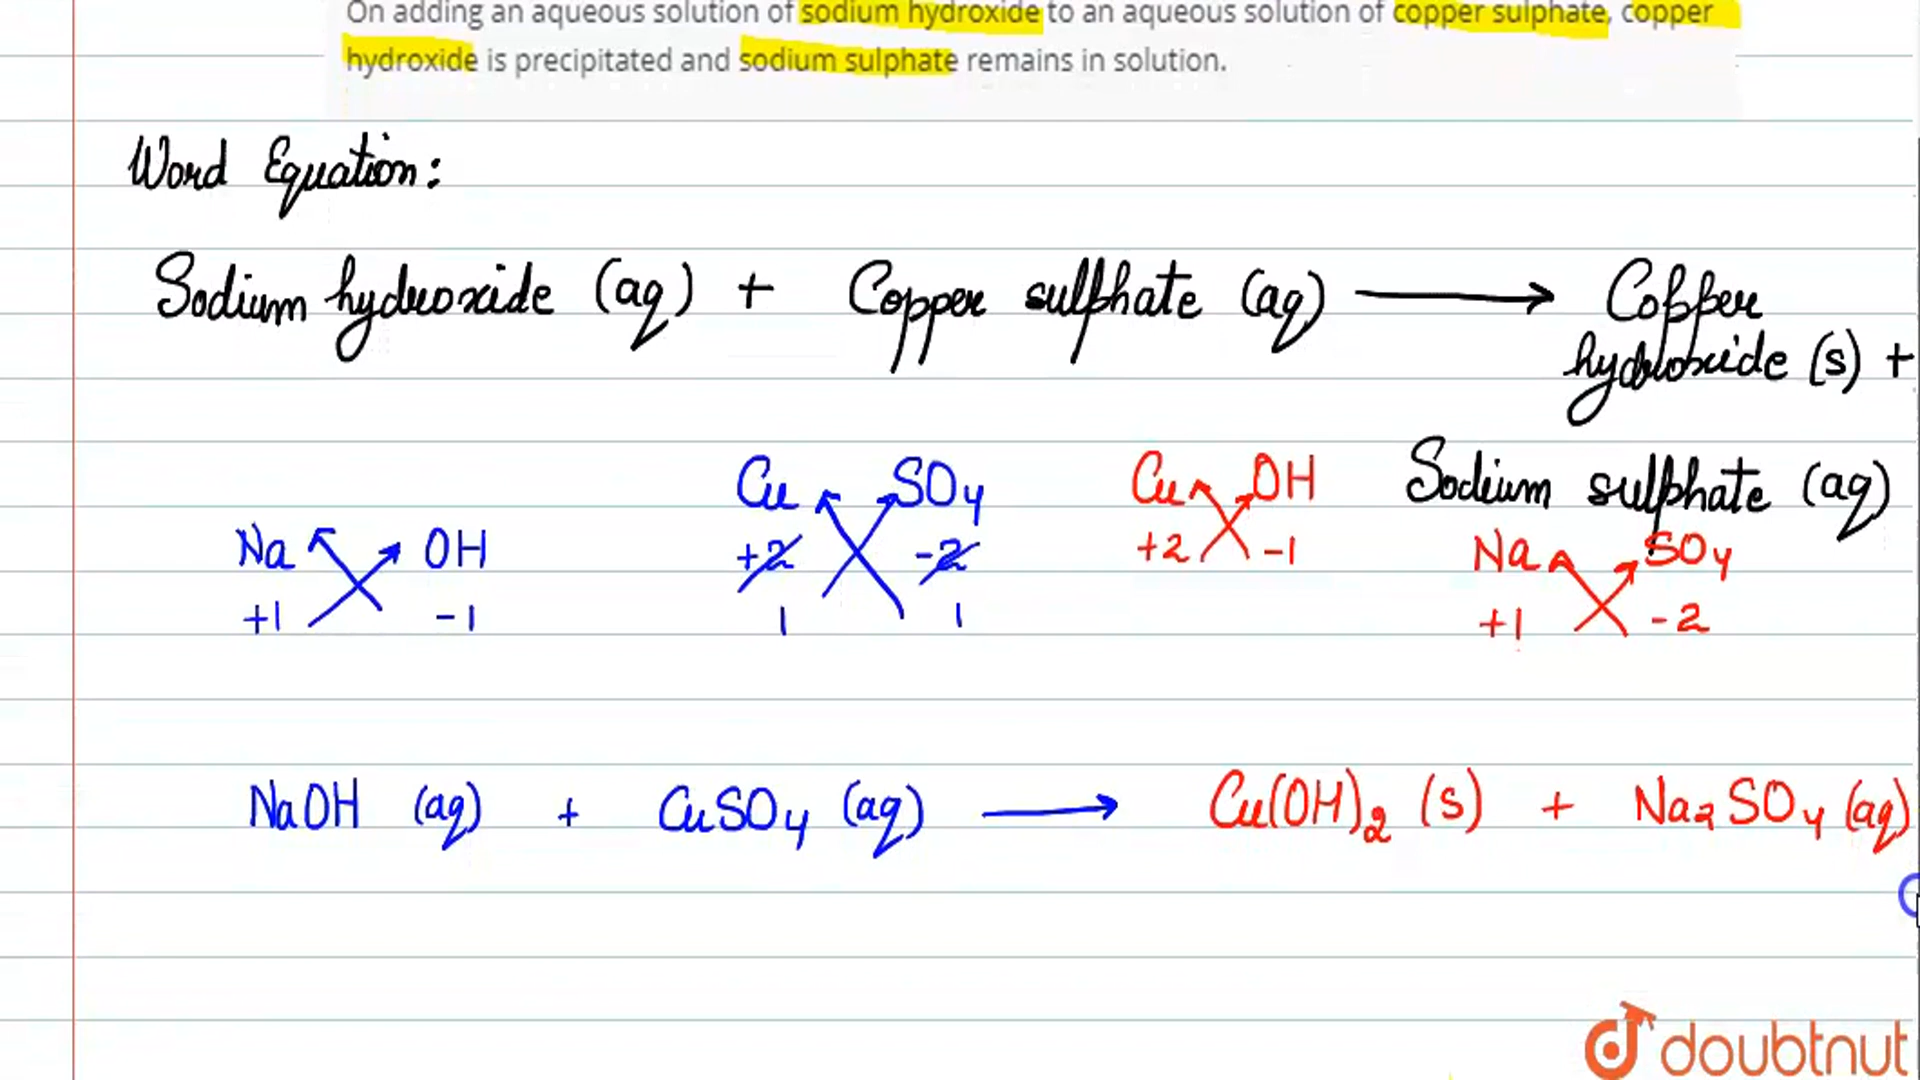 On adding an aqueous solution of sodium hydroxide to an aqueous solution of copper sulphate, copper
hydroxide is precipitated and sodium sulphate remains in solution.
Word Equation:
Sodium hydroxide (aq) + Copper sulphate (aq) ⟶ Copper
hydroxide (s) +
Sodium sulphate (aq)
Na OH
+1 -1
Cu SO₄
+2 -2
1 1
Cu OH
+2 -1
Na SO₄
+1 -2
NaOH (aq) + CuSO₄ (aq) ⟶ Cu(OH)₂ (s) + Na₂SO₄ (aq)
doubtnut